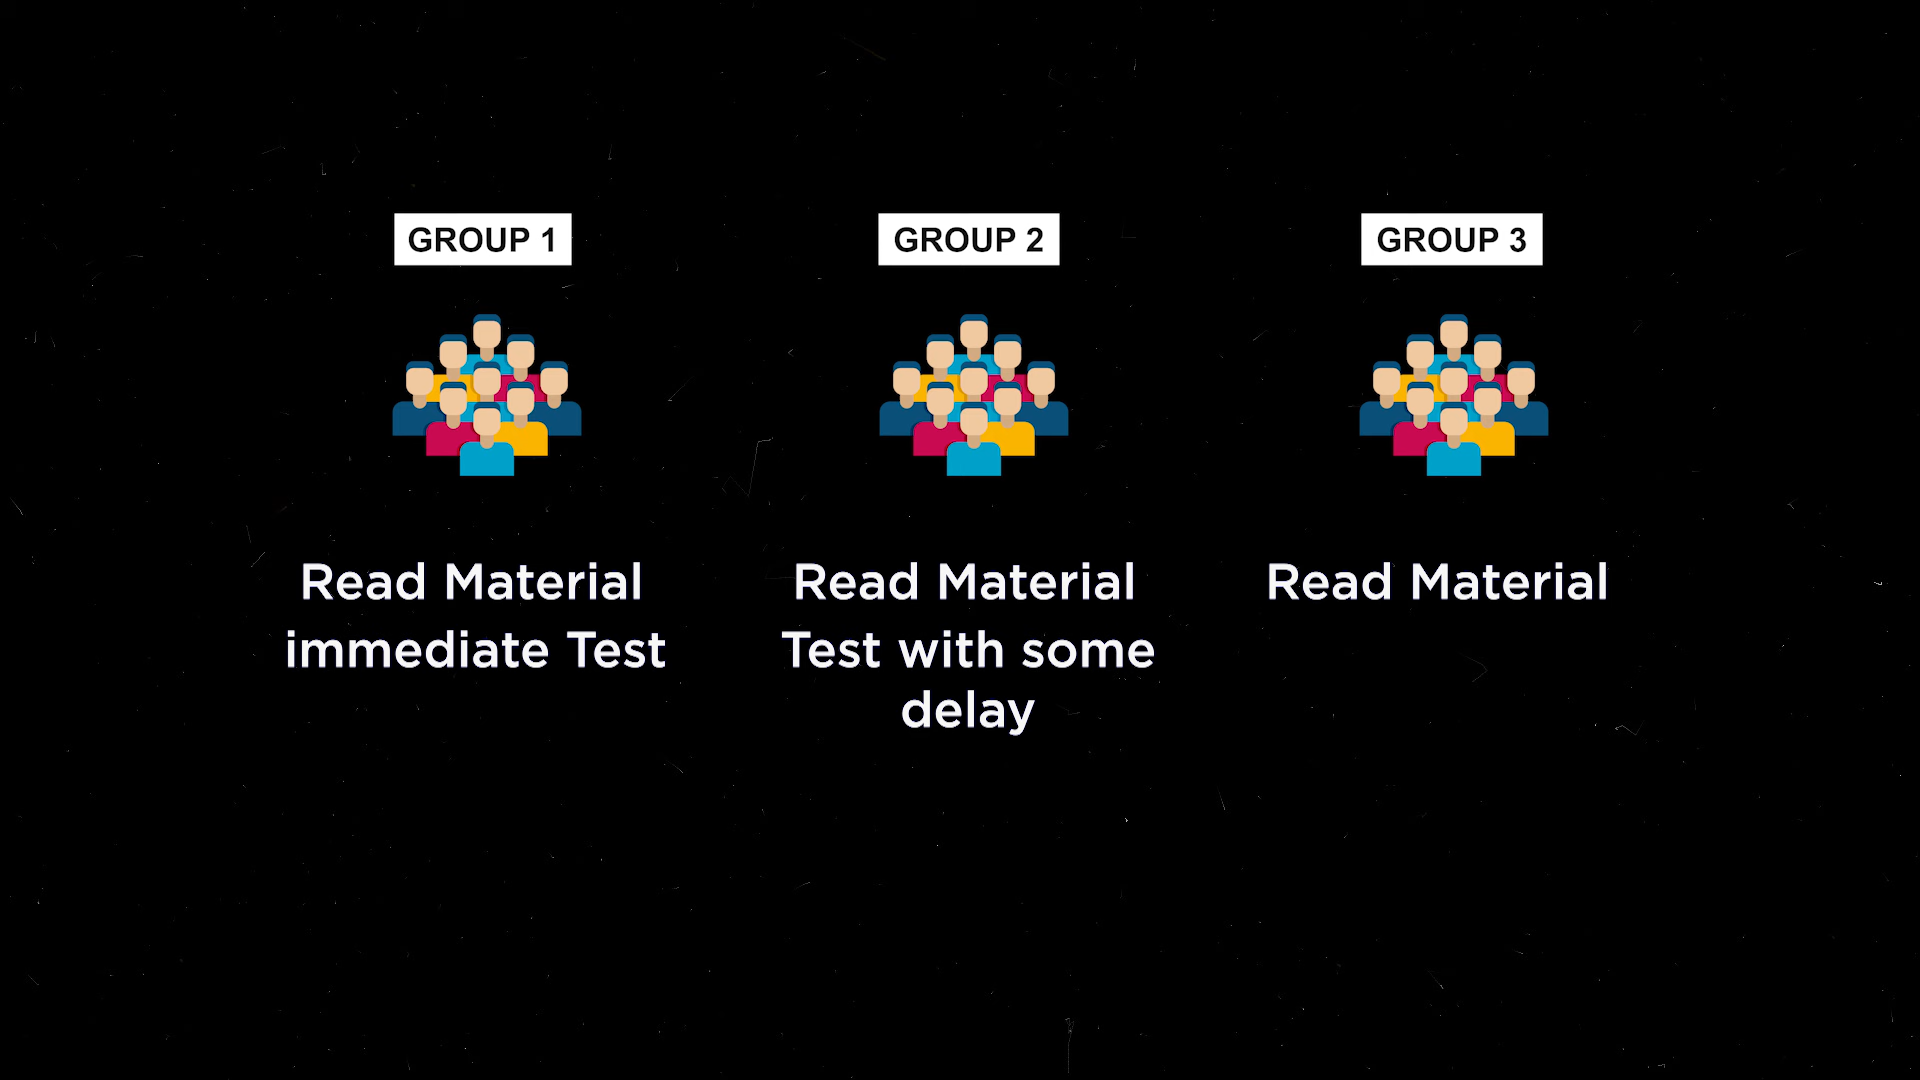 GROUP 1
GROUP 2
GROUP 3
Read Material
immediate Test
Read Material
Test with some
delay
Read Material